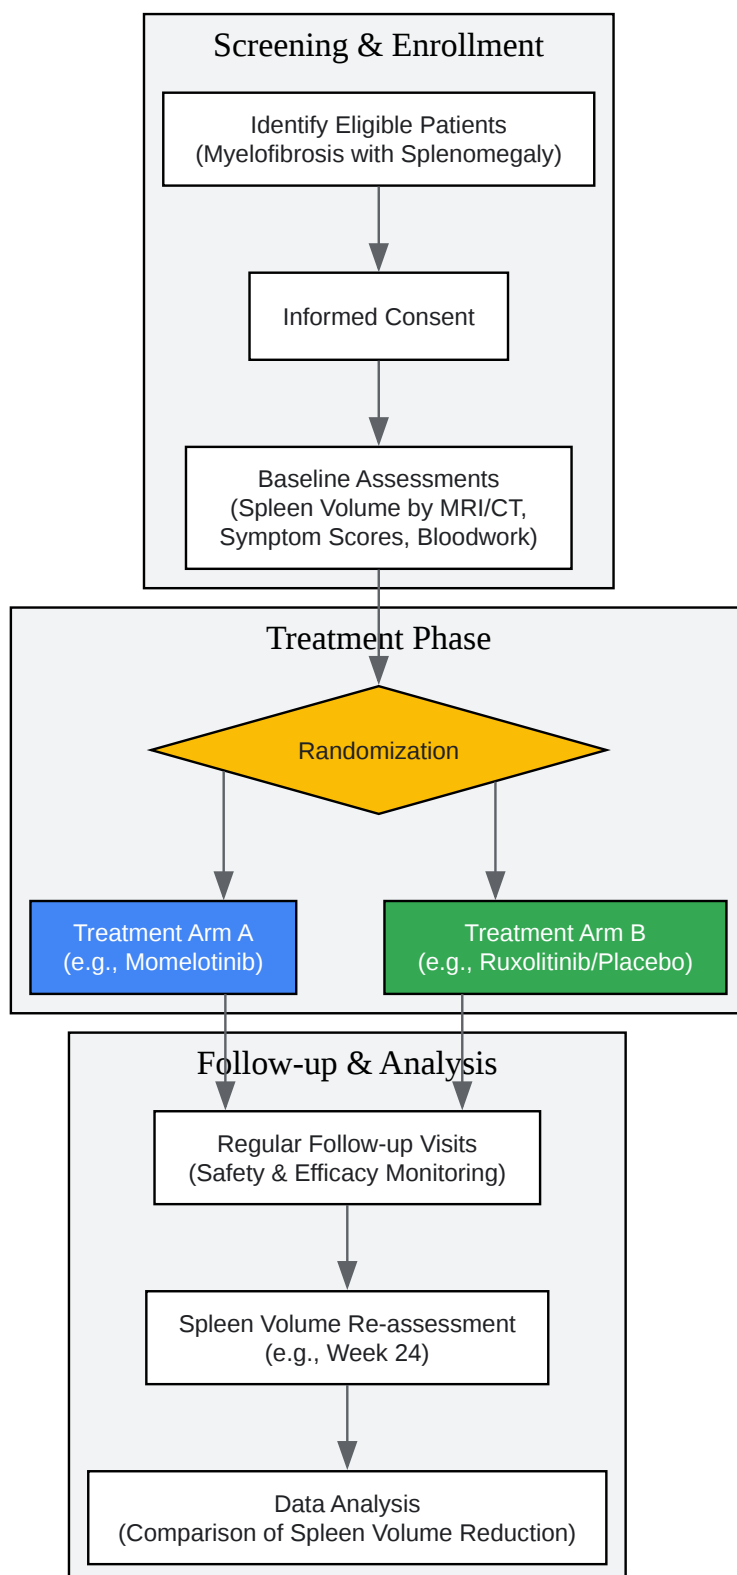 Screening & Enrollment
Identify Eligible Patients
(Myelofibrosis with Splenomegaly)
Informed Consent
Baseline Assessments
(Spleen Volume by MRI/CT,
Symptom Scores, Bloodwork)
Treatment Phase
Randomization
Treatment Arm A
(e.g., Momelotinib)
Treatment Arm B
(e.g., Ruxolitinib/Placebo)
Follow-up & Analysis
Regular Follow-up Visits
(Safety & Efficacy Monitoring)
Spleen Volume Re-assessment
(e.g., Week 24)
Data Analysis
(Comparison of Spleen Volume Reduction)